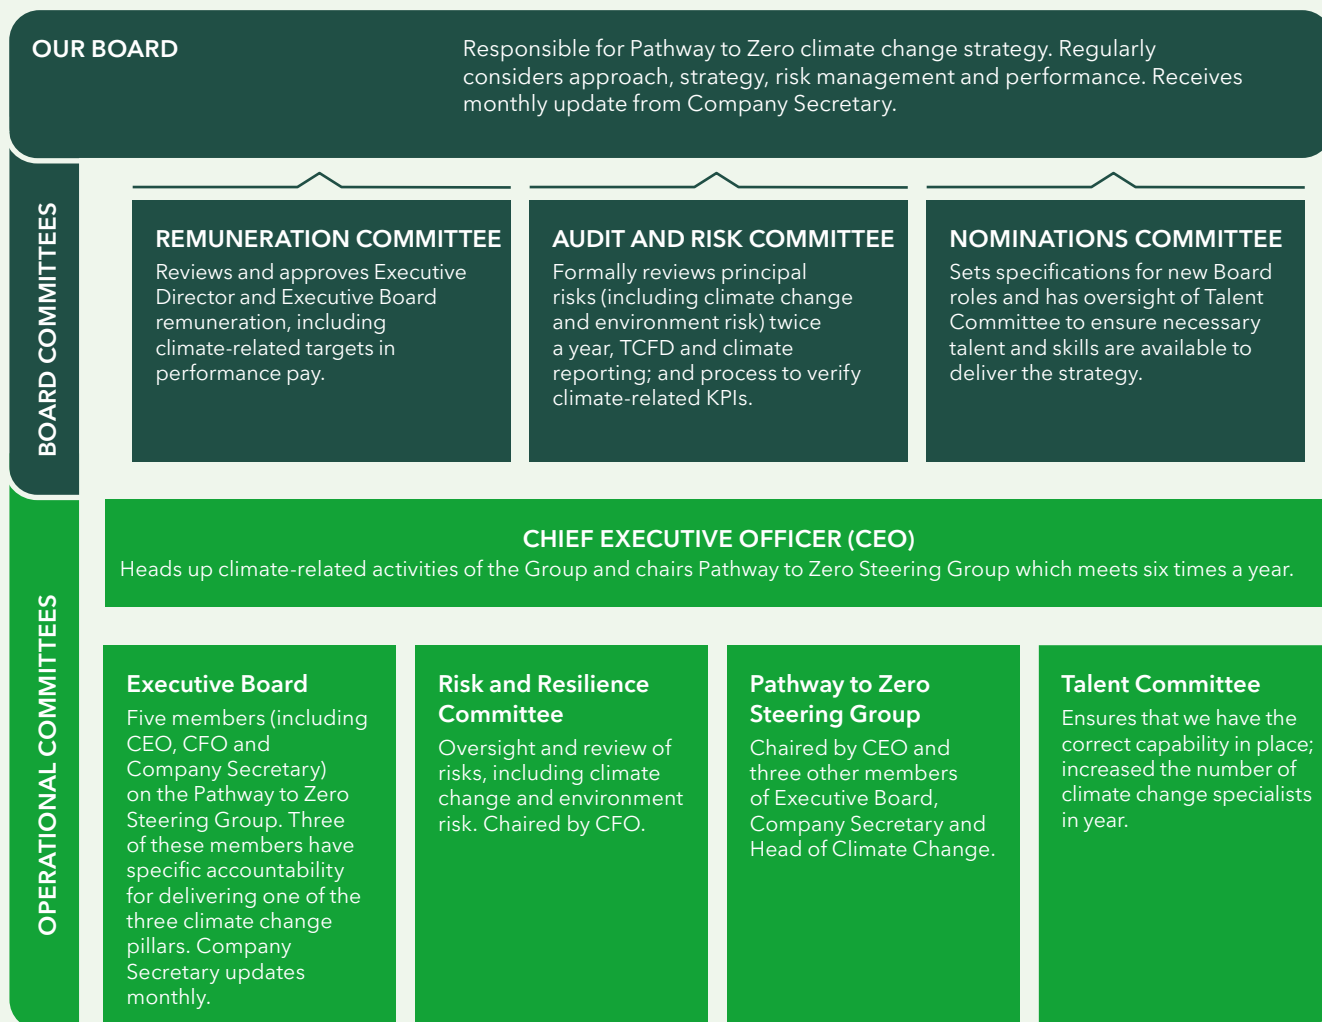 OUR BOARD
Responsible for Pathway to Zero climate change strategy. Regularly
considers approach, strategy, risk management and performance. Receives
monthly update from Company Secretary.
BOARD COMMITTEES
REMUNERATION COMMITTEE
Reviews and approves Executive
Director and Executive Board
remuneration, including
climate-related targets in
performance pay.
AUDIT AND RISK COMMITTEE
Formally reviews principal
risks (including climate change
and environment risk) twice
a year, TCFD and climate
reporting; and process to verify
climate-related KPIs.
NOMINATIONS COMMITTEE
Sets specifications for new Board
roles and has oversight of Talent
Committee to ensure necessary
talent and skills are available to
deliver the strategy.
OPERATIONAL COMMITTEES
CHIEF EXECUTIVE OFFICER (CEO)
Heads up climate-related activities of the Group and chairs Pathway to Zero Steering Group which meets six times a year.
Executive Board
Five members (including
CEO, CFO and
Company Secretary)
on the Pathway to Zero
Steering Group. Three
of these members have
specific accountability
for delivering one of the
three climate change
pillars. Company
Secretary updates
monthly.
Risk and Resilience
Committee
Oversight and review of
risks, including climate
change and environment
risk. Chaired by CFO.
Pathway to Zero
Steering Group
Chaired by CEO and
three other members
of Executive Board,
Company Secretary and
Head of Climate Change.
Talent Committee
Ensures that we have the
correct capability in place;
increased the number of
climate change specialists
in year.